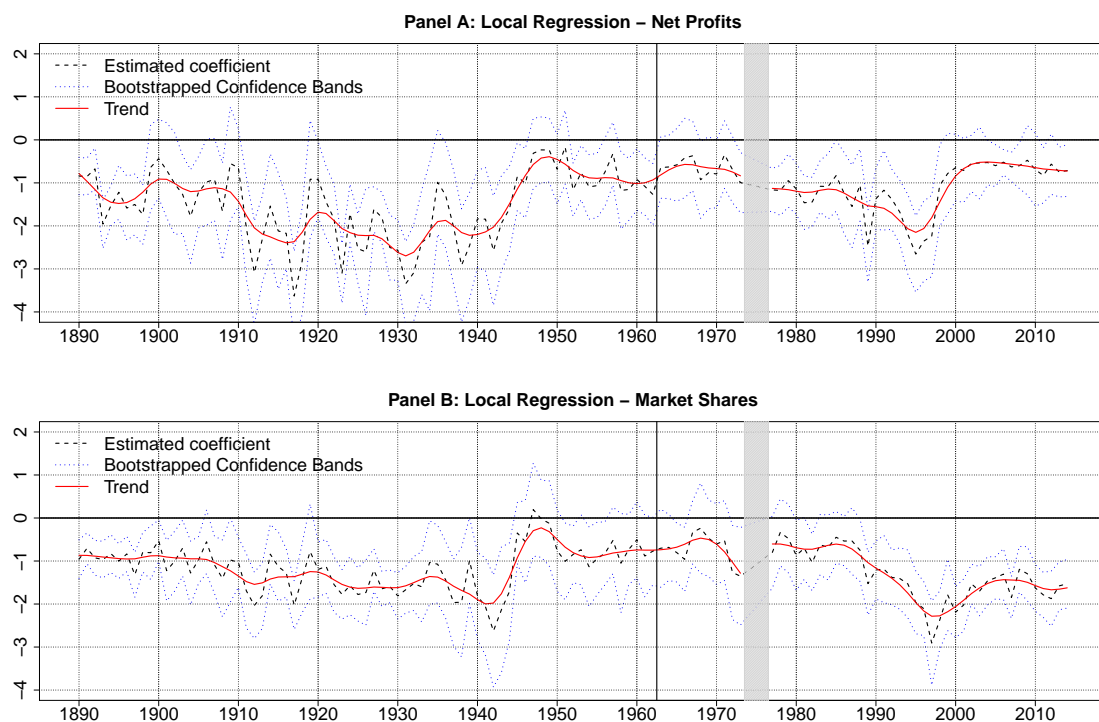 Panel A: Local Regression − Net Profits
2
1
0
−1
−2
−3
−4
Estimated coefficient
Bootstrapped Confidence Bands
Trend
1890 1900 1910 1920 1930 1940 1950 1960 1970 1980 1990 2000 2010
Panel B: Local Regression − Market Shares
2
1
0
−1
−2
−3
−4
Estimated coefficient
Bootstrapped Confidence Bands
Trend
1890 1900 1910 1920 1930 1940 1950 1960 1970 1980 1990 2000 2010